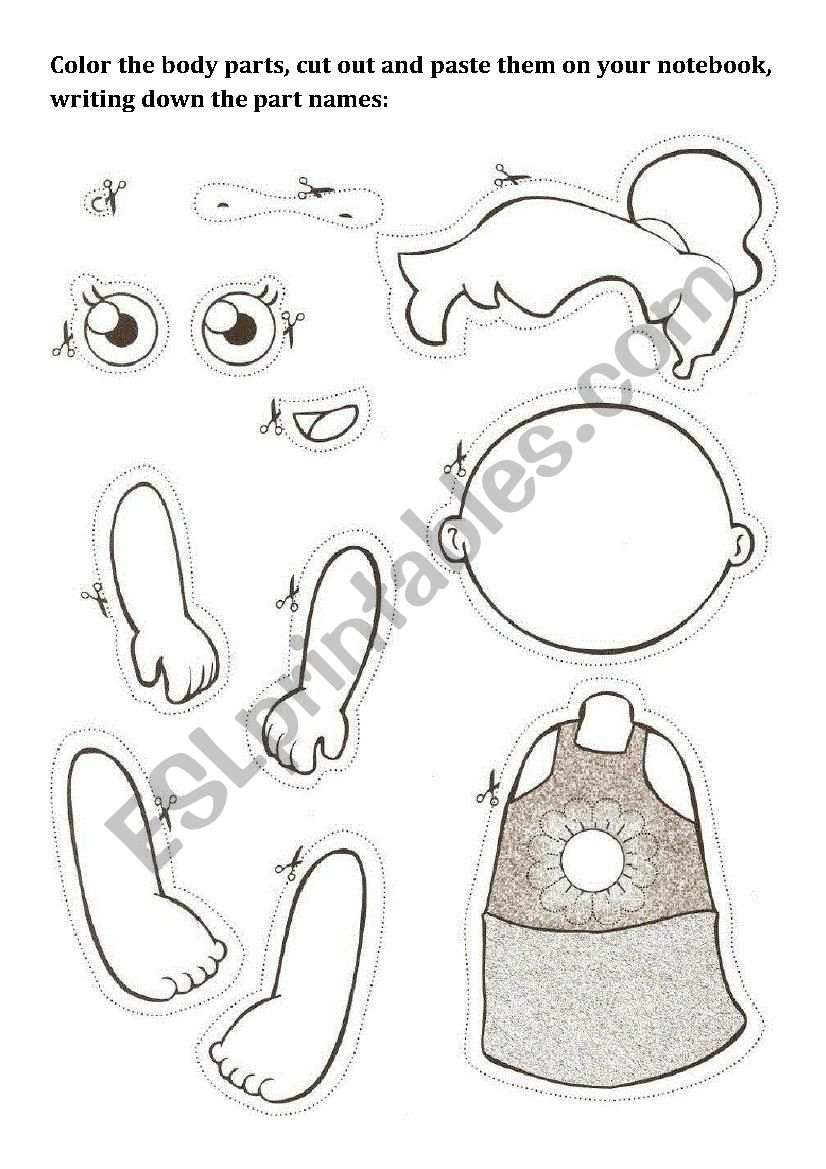 Color the body parts, cut out and paste them on your notebook,
writing down the part names:
ESLprintables.com